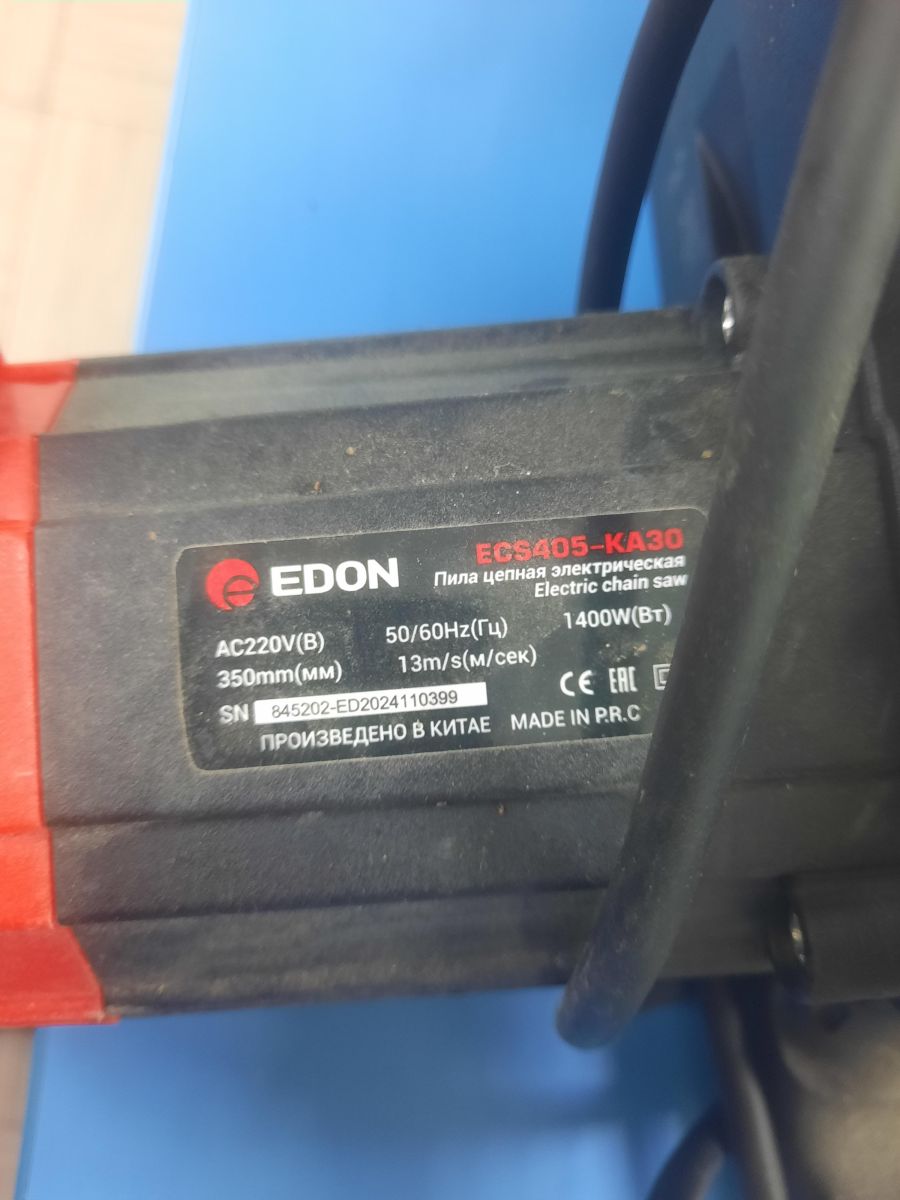 EDON
ECS405-KA30
Пила цепная электрическая
Electric chain saw
AC220V(В) 50/60Hz(Гц) 1400W(Вт)
350mm(мм) 13m/s(м/сек)
CE EAC
SN 845202-ED2024110399
ПРОИЗВЕДЕНО В КИТАЕ MADE IN P.R.C